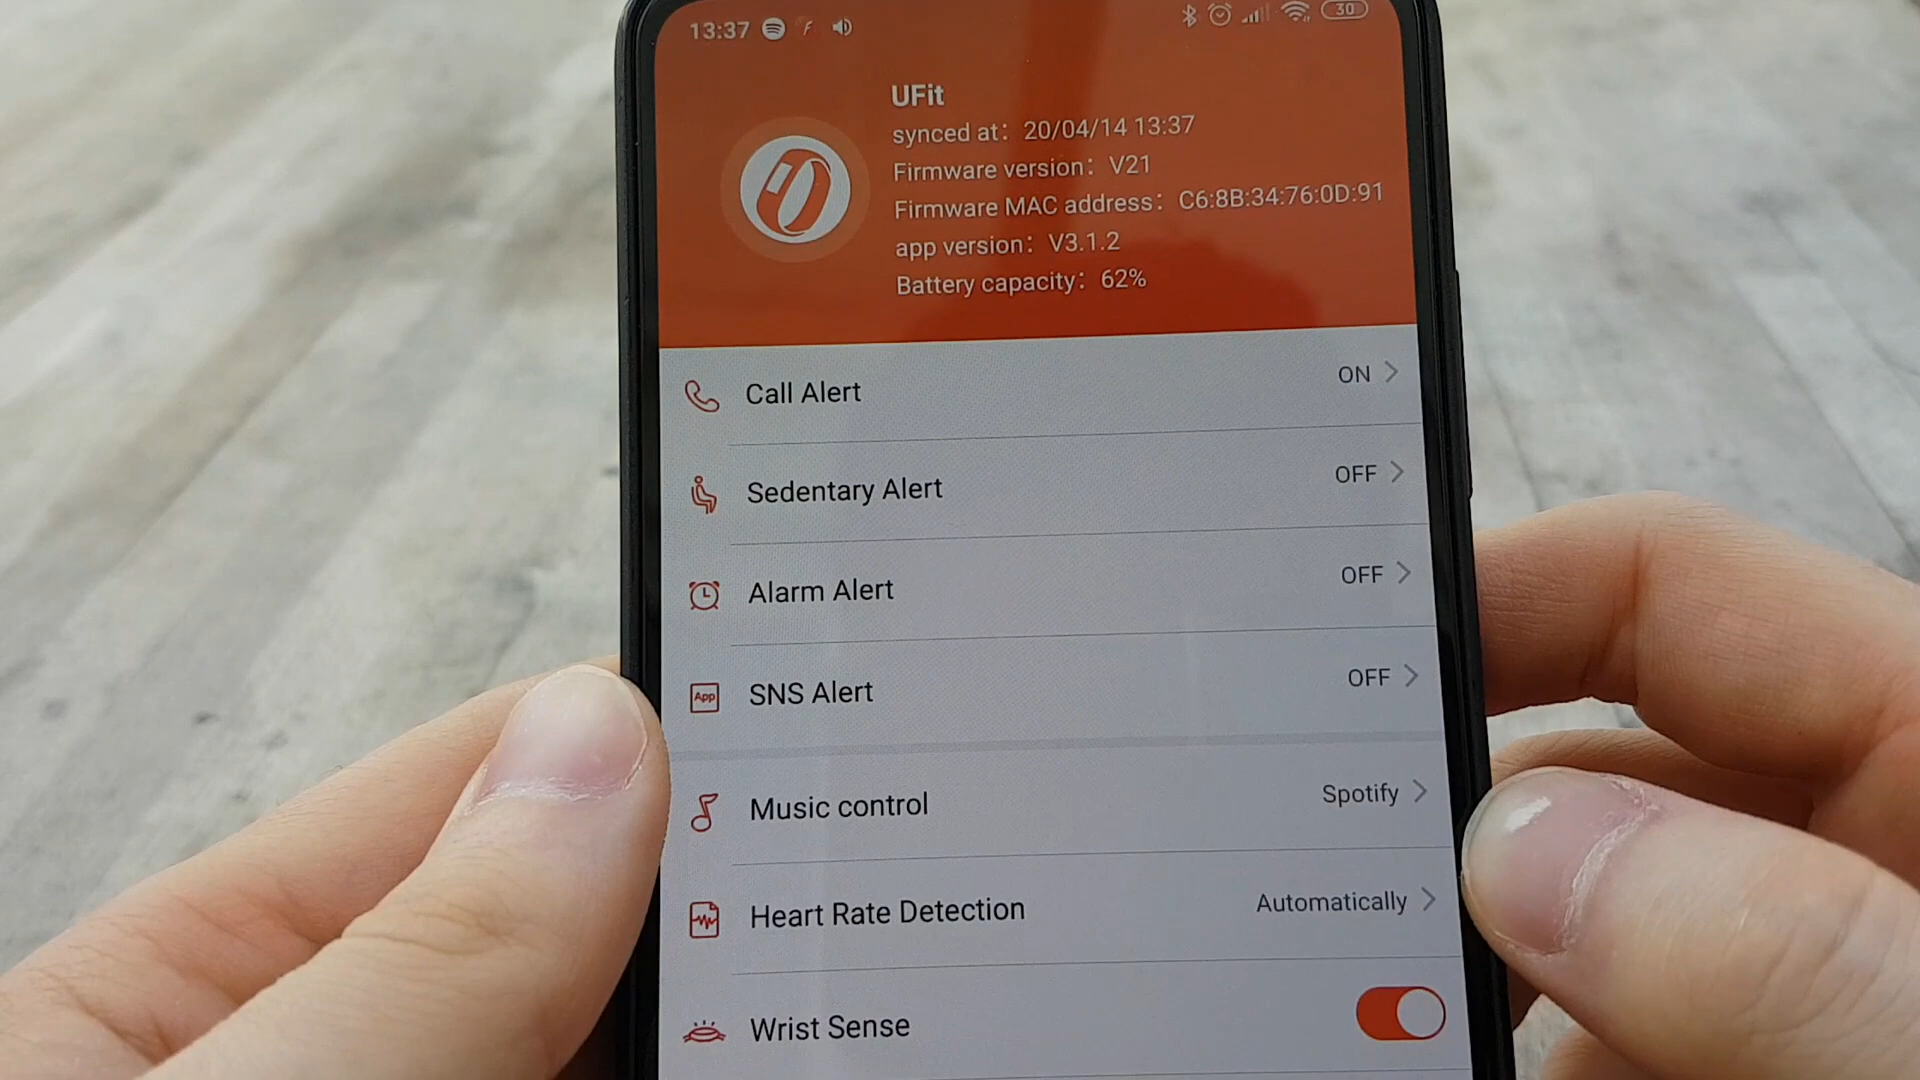 13:37 30
UFit
synced at: 20/04/14 13:37
Firmware version: V21
Firmware MAC address: C6:8B:34:76:0D:91
app version: V3.1.2
Battery capacity: 62%
Call Alert ON
Sedentary Alert OFF
Alarm Alert OFF
App SNS Alert OFF
Music control Spotify
Heart Rate Detection Automatically
Wrist Sense